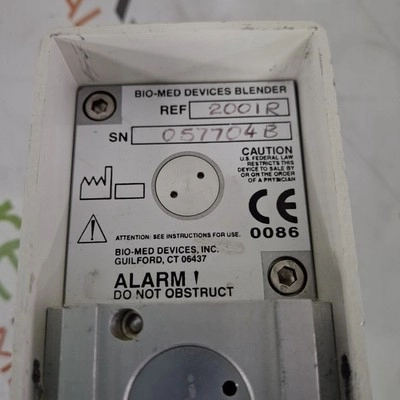 BIO-MED DEVICES BLENDER
REF 2001R
SN 057704B
CAUTION
U.S. FEDERAL LAW
RESTRICTS THIS
DEVICE TO SALE BY
OR ON THE ORDER
OF A PHYSICIAN
CE
0086
ATTENTION: SEE INSTRUCTIONS FOR USE.
BIO-MED DEVICES, INC.
GUILFORD, CT 06437
ALARM !
DO NOT OBSTRUCT